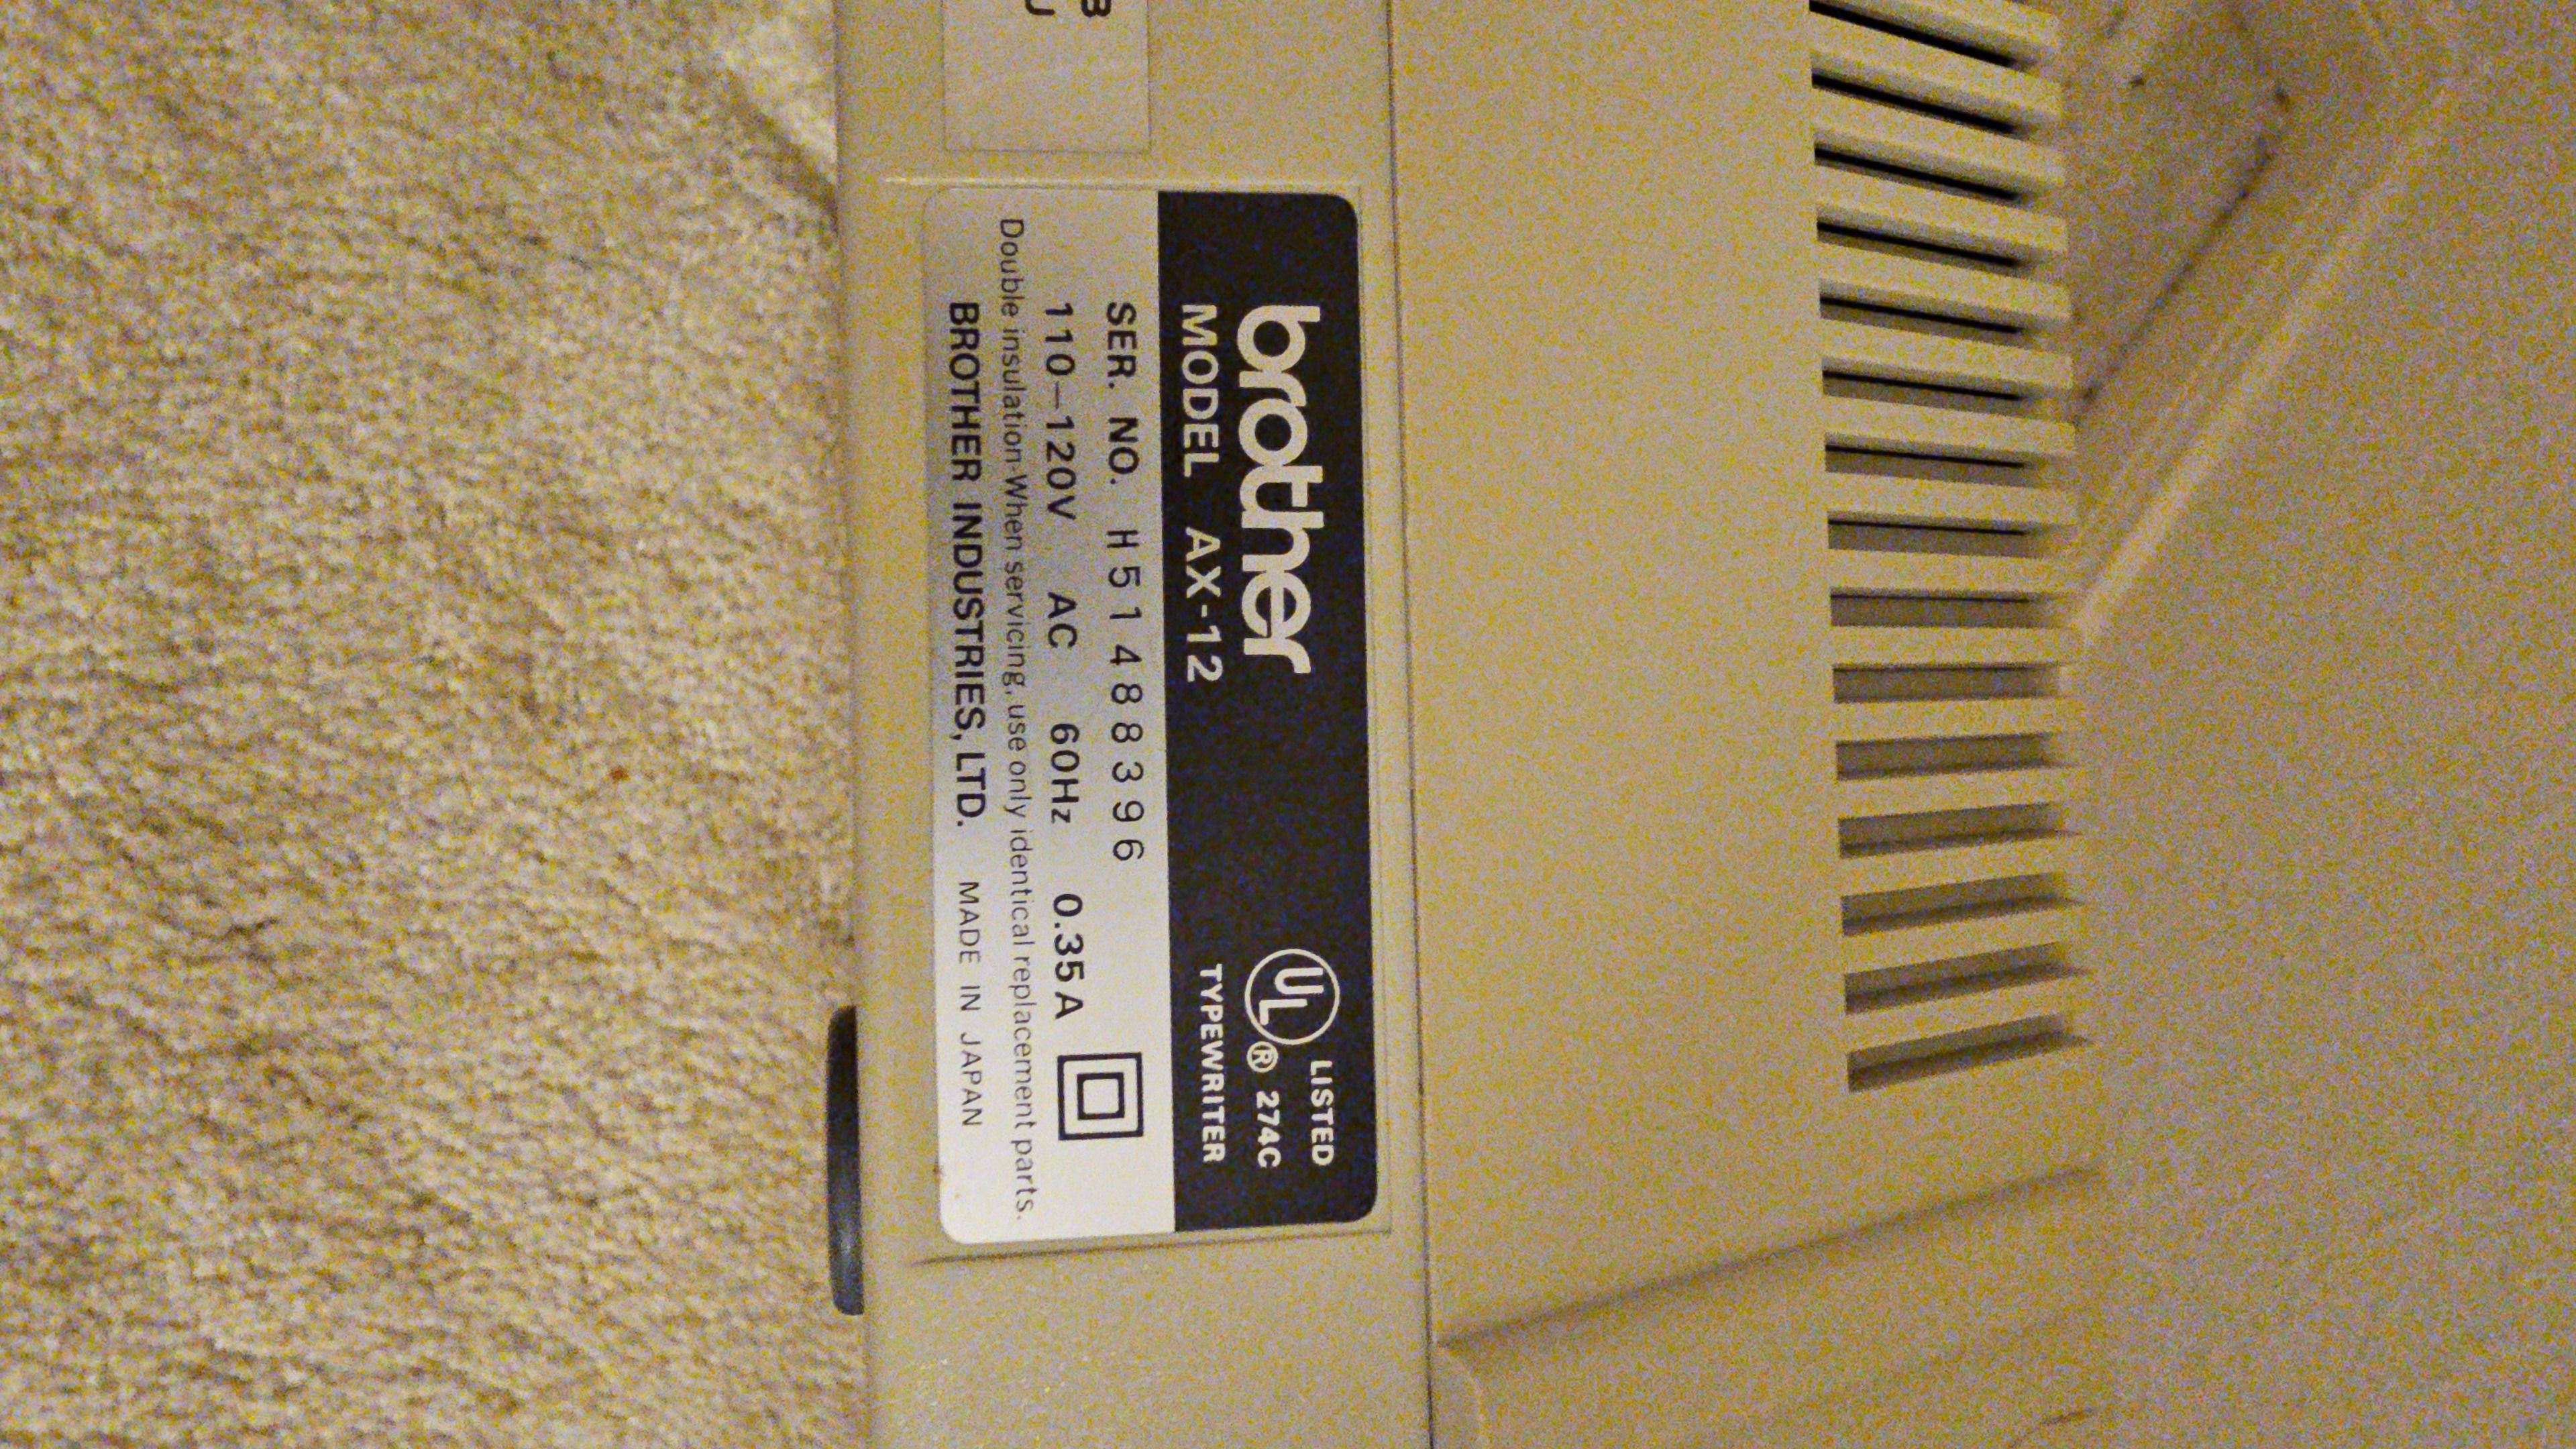 brother
MODEL AX-12
UL® LISTED
274C
TYPEWRITER
SER. NO. H51488396
110–120V AC 60Hz 0.35A
Double insulation-When servicing, use only identical replacement parts.
BROTHER INDUSTRIES, LTD. MADE IN JAPAN